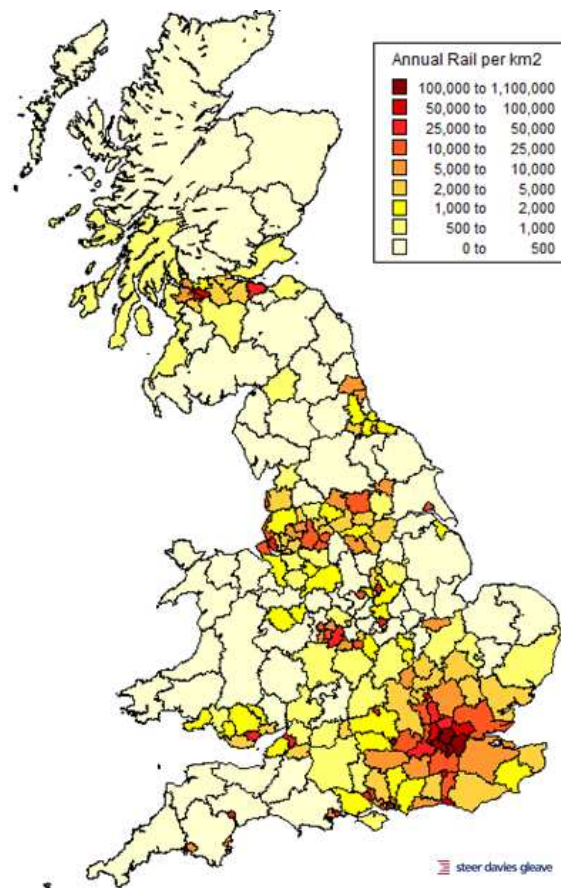 Annual Rail per km2
100,000 to 1,100,000
50,000 to 100,000
25,000 to 50,000
10,000 to 25,000
5,000 to 10,000
2,000 to 5,000
1,000 to 2,000
500 to 1,000
0 to 500
steer davies gleave